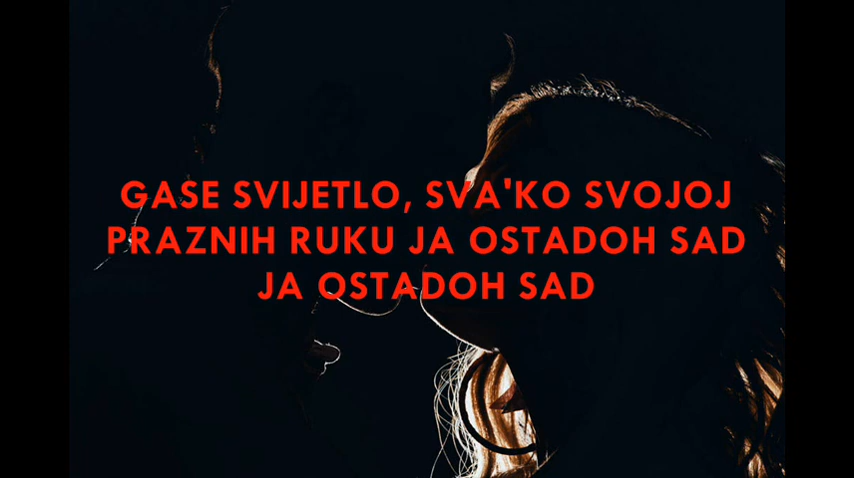 GASE SVIJETLO, SVA'KO SVOJOJ
PRAZNIH RUKU JA OSTADOH SAD
JA OSTADOH SAD